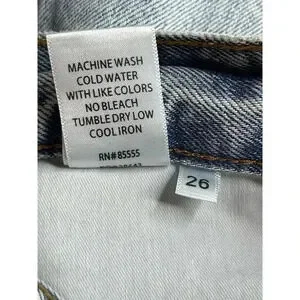 MACHINE WASH
COLD WATER
WITH LIKE COLORS
NO BLEACH
TUMBLE DRY LOW
COOL IRON
RN#85555
26